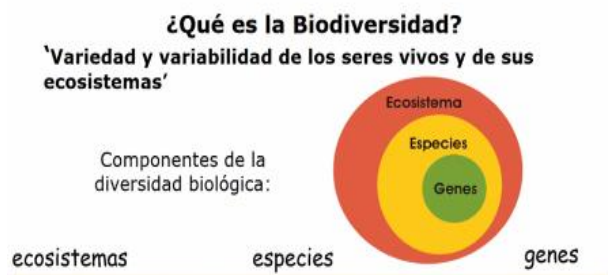 ¿Qué es la Biodiversidad?
‘Variedad y variabilidad de los seres vivos y de sus
ecosistemas’
Ecosistema
Especies
Genes
Componentes de la
diversidad biológica:
ecosistemas
especies
genes